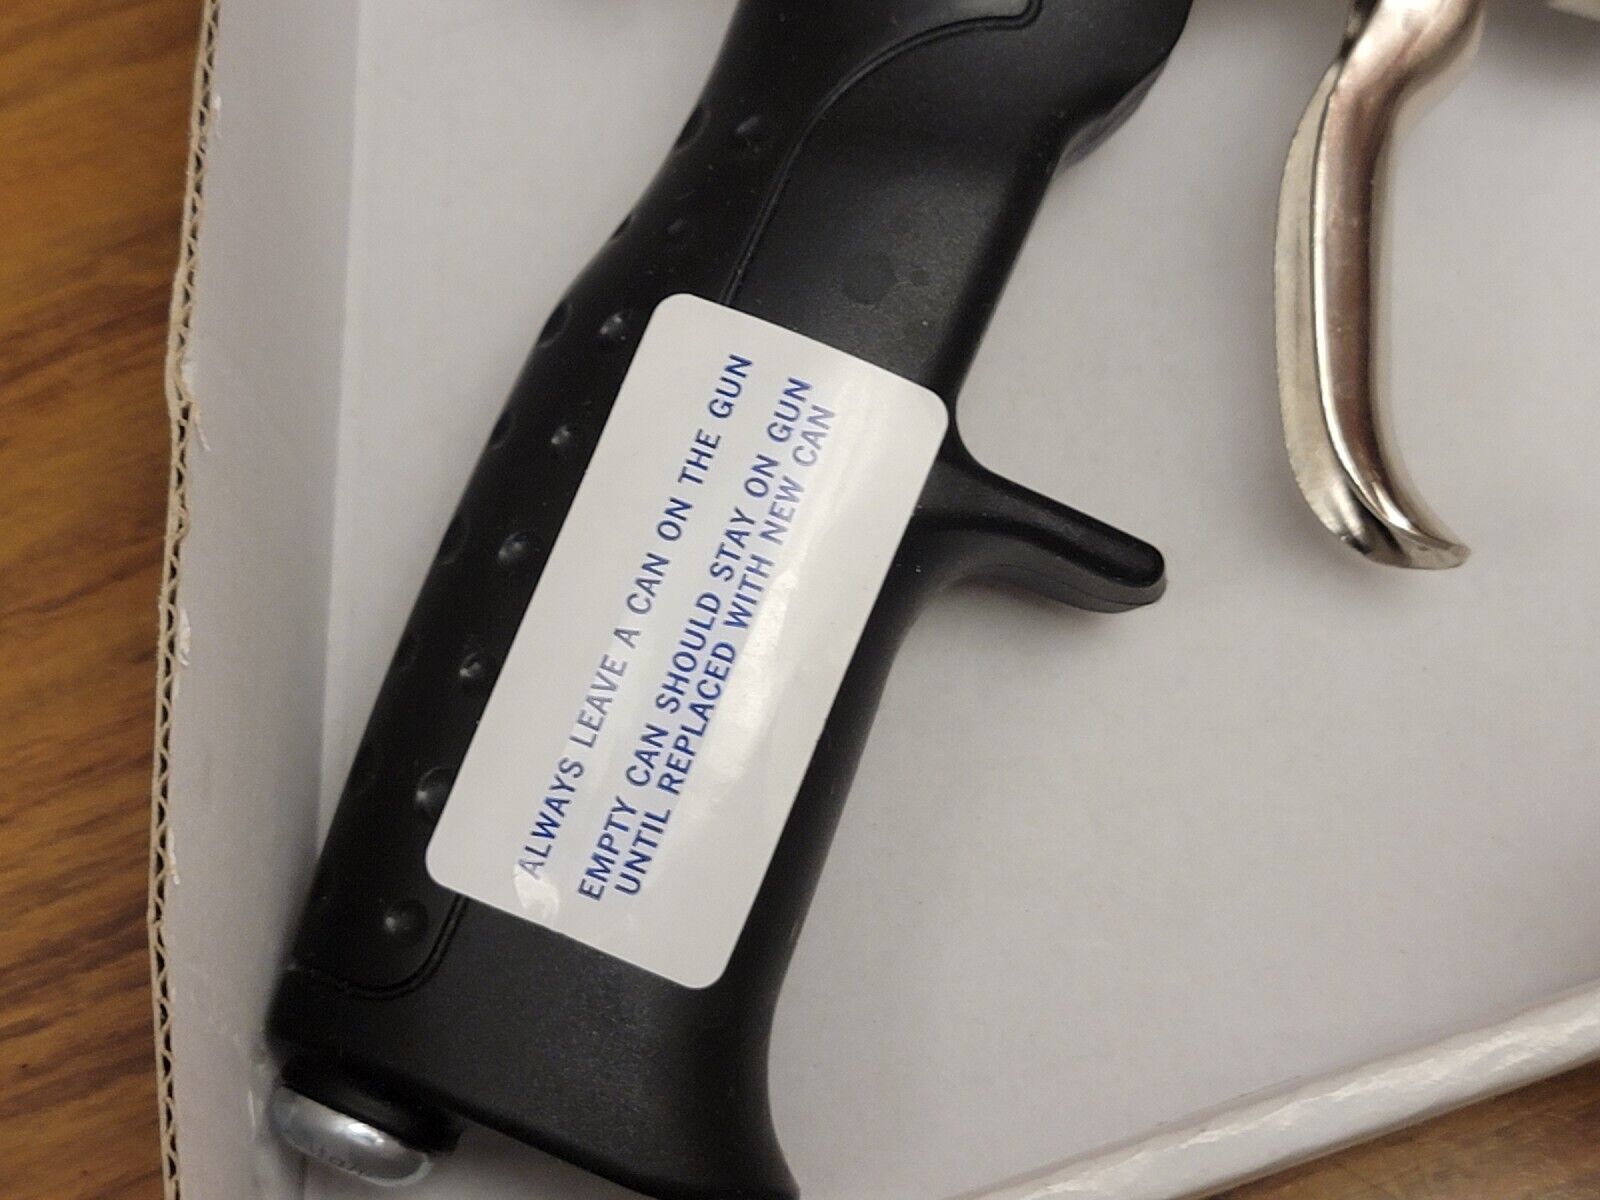 ALWAYS LEAVE A CAN ON THE GUN
EMPTY CAN SHOULD STAY ON GUN
UNTIL REPLACED WITH NEW CAN